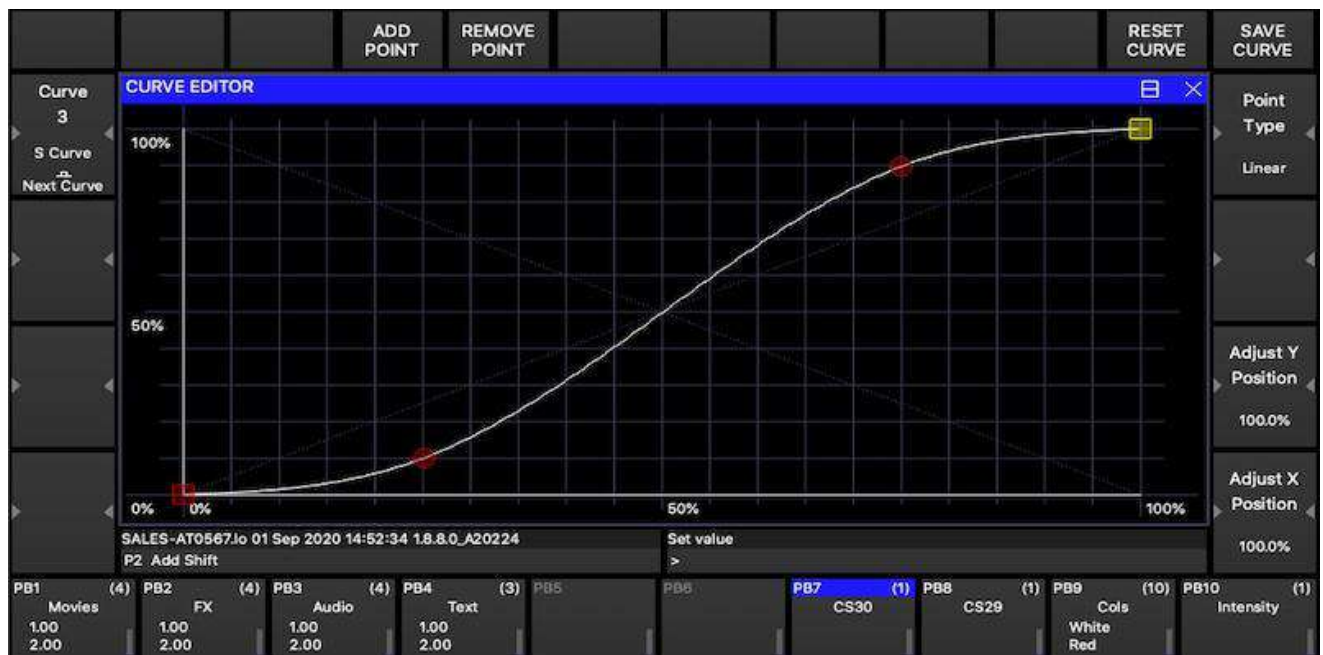 ADD POINT
REMOVE POINT
RESET CURVE
SAVE CURVE
Curve
3
S Curve
Next Curve
CURVE EDITOR
100%
50%
0%
0%
50%
100%
Point
Type
Linear
Adjust Y
Position
100.0%
Adjust X
Position
100.0%
SALES-AT0567.lo 01 Sep 2020 14:52:34 1.8.8.0_A20224
P2 Add Shift
Set value
>
PB1 (4)
Movies
1.00
2.00
PB2 (4)
FX
1.00
2.00
PB3 (4)
Audio
1.00
2.00
PB4 (3)
Text
1.00
2.00
PB5
PB6
PB7 (1)
CS30
PB8 (1)
CS29
PB9 (10)
Cols
White
Red
PB10 (1)
Intensity